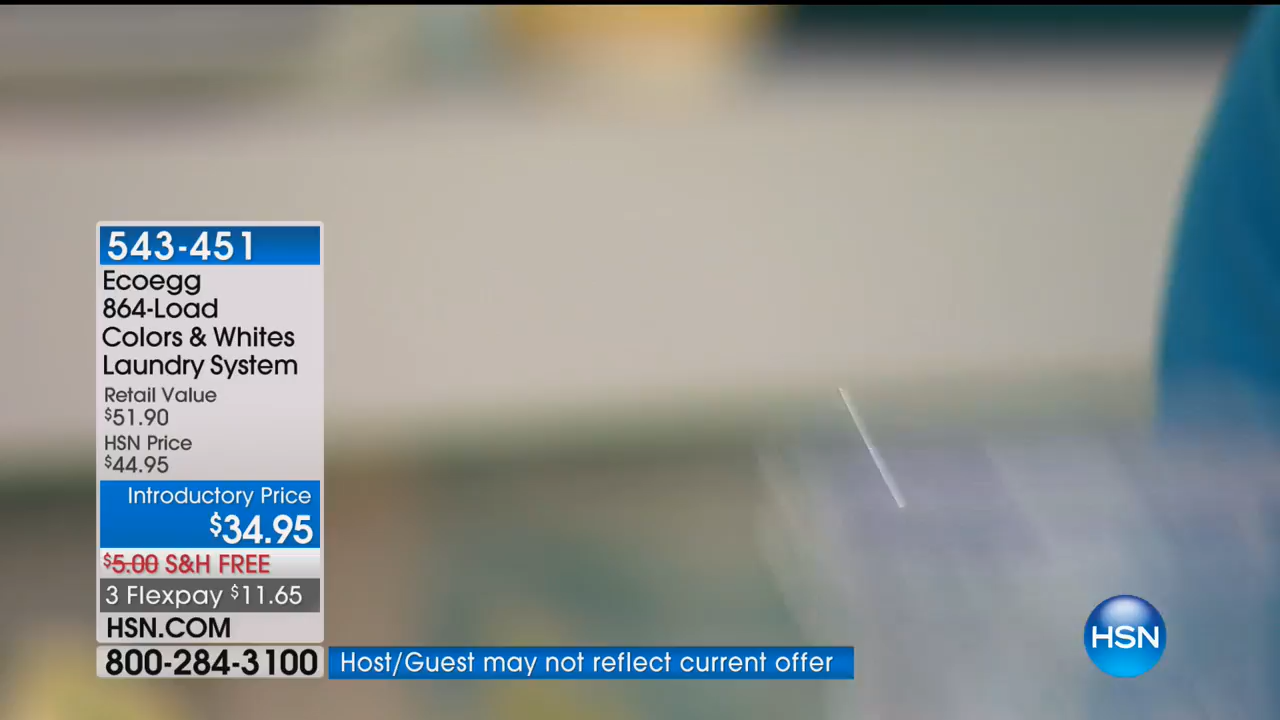 543-451
Ecoegg
864-Load
Colors & Whites
Laundry System
Retail Value
$51.90
HSN Price
$44.95
Introductory Price
$34.95
$5.00 S&H FREE
3 Flexpay $11.65
HSN.COM
800-284-3100
Host/Guest may not reflect current offer
HSN